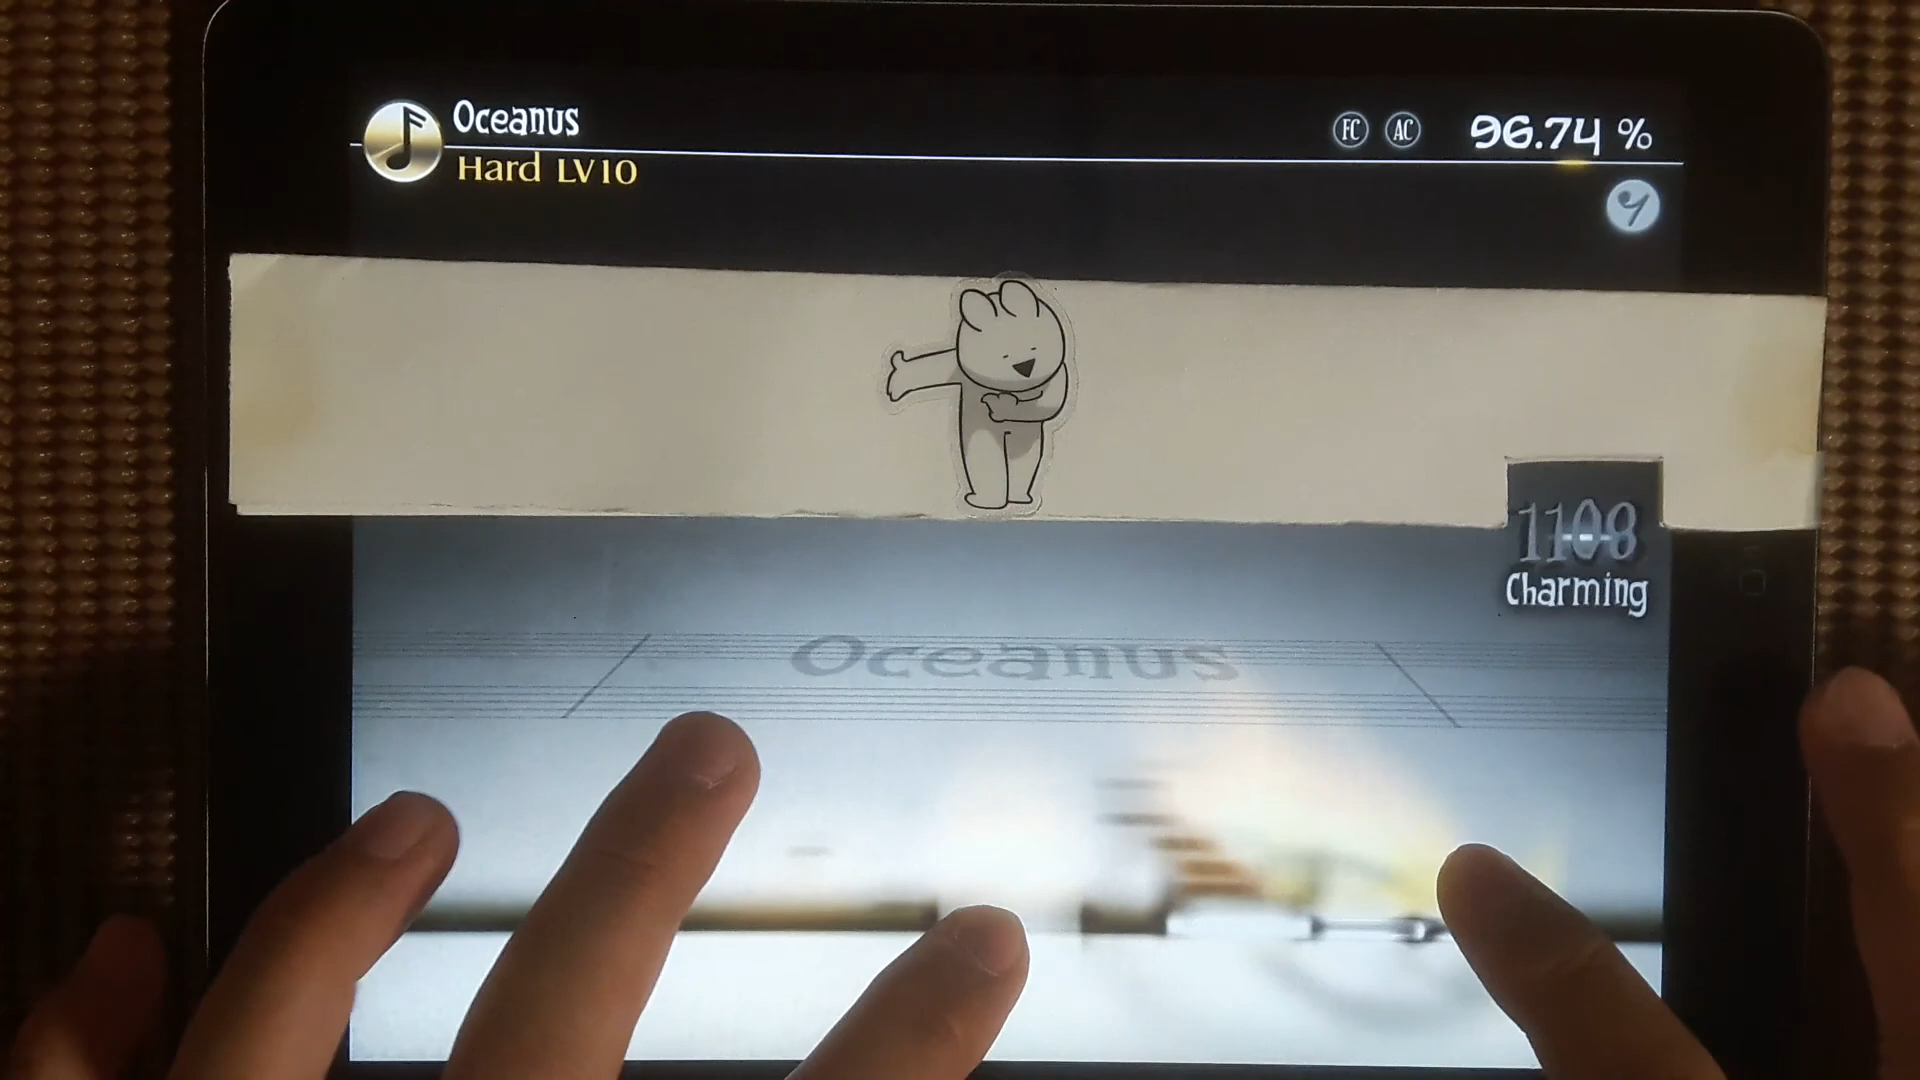 Oceanus
Hard LV10
FC AC 96.74 %
1108
Charming
Oceanus